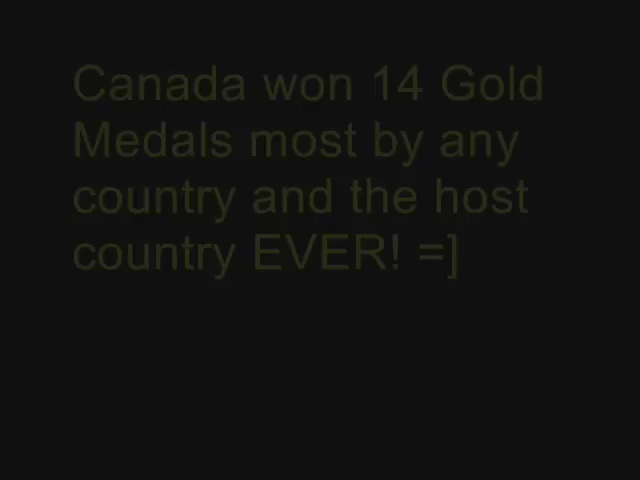 Canada won 14 Gold
Medals most by any
country and the host
country EVER! =]